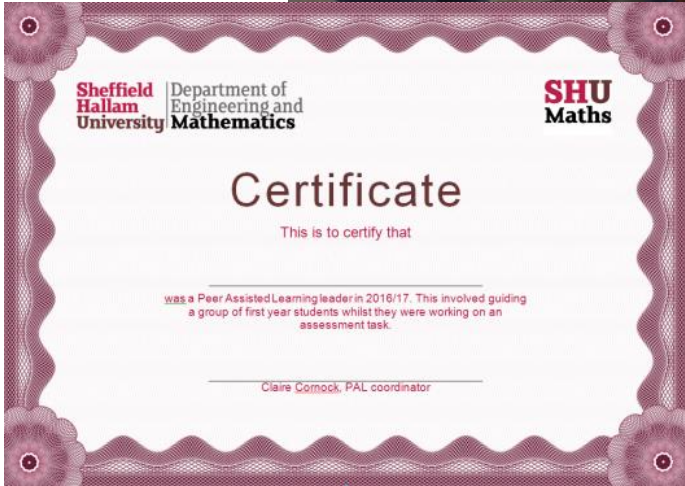 Sheffield
Hallam
University
Department of
Engineering and
Mathematics
SHU
Maths
Certificate
This is to certify that
was a Peer Assisted Learning leader in 2016/17. This involved guiding
a group of first year students whilst they were working on an
assessment task.
Claire Cornock, PAL coordinator